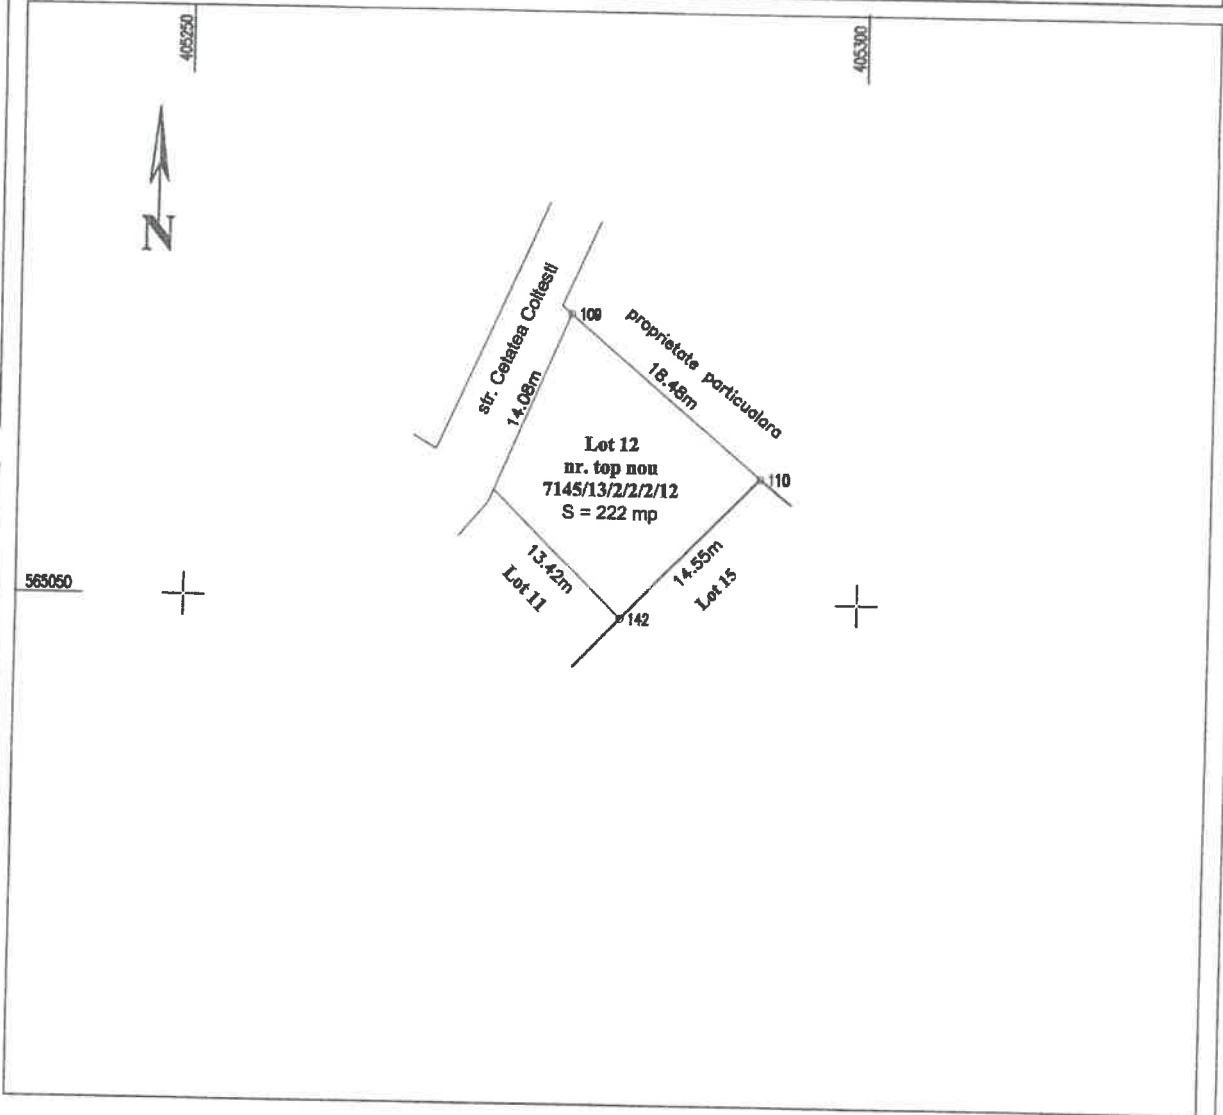 405250
405300
N
str. Cetatea Coltesti
109
proprietate particualara
18.48m
14.08m
Lot 12
nr. top nou
7145/13/2/2/2/12
S = 222 mp
110
13.42m
Lot 11
14.55m
Lot 15
565050
142